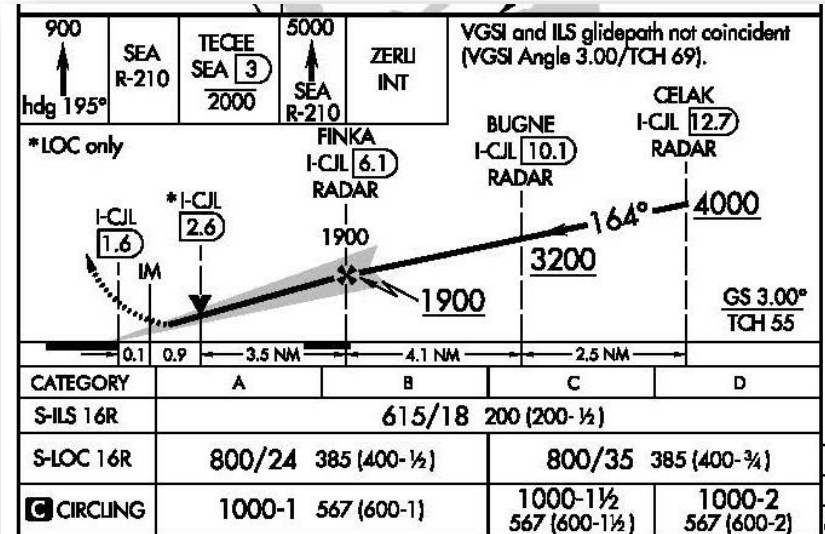 900
hdg 195°
SEA
R-210
TECEE
SEA 3
2000
5000
SEA
R-210
ZERLI
INT
VGSI and ILS glidepath not coincident
(VGSI Angle 3.00/TCH 69).
*LOC only
FINKA
I-CJL 6.1
RADAR
BUGNE
I-CJL 10.1
RADAR
CELAK
I-CJL 12.7
RADAR
I-CJL
1.6
*I-CJL
2.6
IM
1900
1900
164°
4000
3200
GS 3.00°
TCH 55
0.1 0.9 3.5 NM 4.1 NM 2.5 NM
CATEGORY A B C D
S-ILS 16R 615/18 200 (200-½)
S-LOC 16R 800/24 385 (400-½) 800/35 385 (400-¾)
C CIRCLING 1000-1 567 (600-1) 1000-1½ 567 (600-1½) 1000-2 567 (600-2)